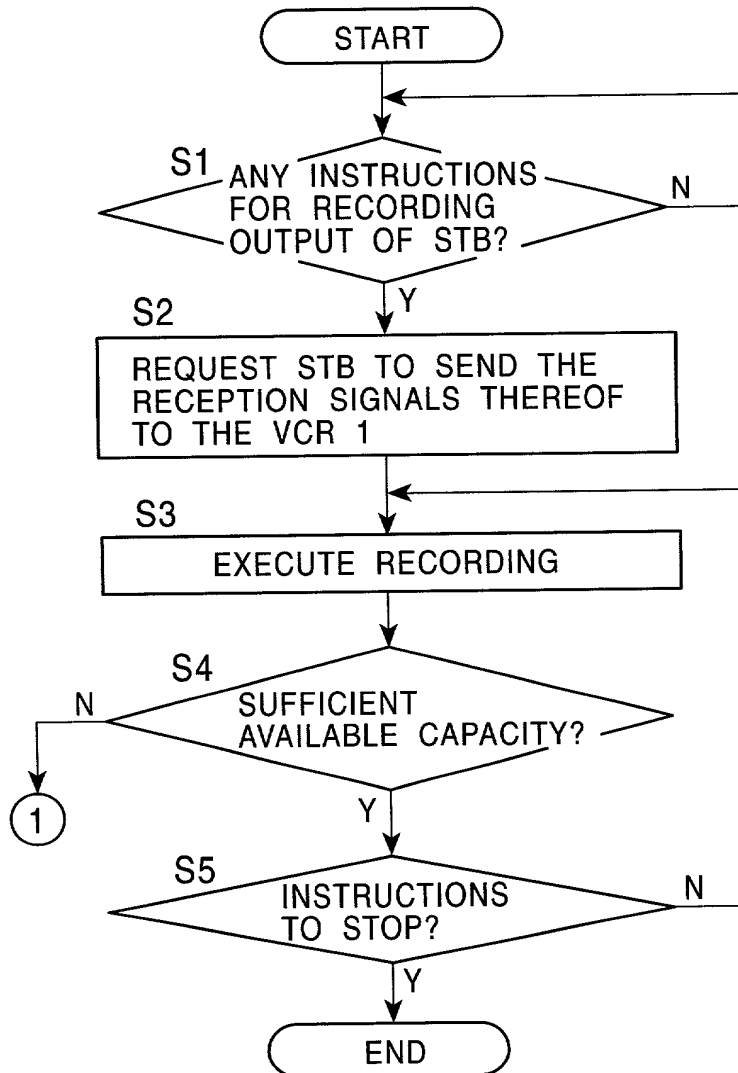 START
S1
ANY INSTRUCTIONS
FOR RECORDING
OUTPUT OF STB?
N
Y
S2
REQUEST STB TO SEND THE
RECEPTION SIGNALS THEREOF
TO THE VCR 1
S3
EXECUTE RECORDING
S4
N
SUFFICIENT
AVAILABLE CAPACITY?
1
Y
S5
INSTRUCTIONS
TO STOP?
N
Y
END